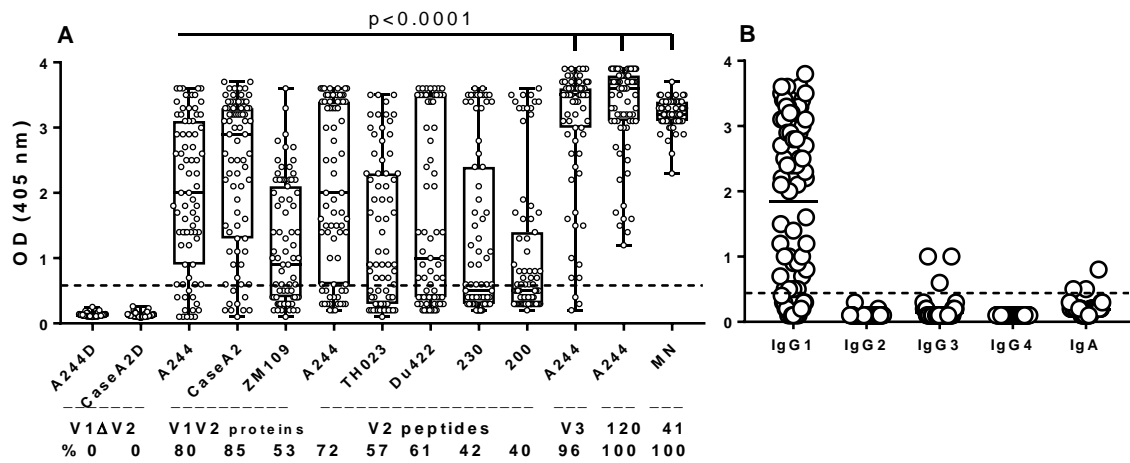 p<0.0001
A
B
OD (405 nm)
4
3
2
1
0
A244D
CaseA2D
A244
CaseA2
ZM109
A244
TH023
Du422
230
200
A244
A244
MN
V1ΔV2
V1V2 proteins
V2 peptides
V3
120
41
% 0 0 80 85 53 72 57 61 42 40 96 100 100
4
3
2
1
0
IgG1
IgG2
IgG3
IgG4
IgA